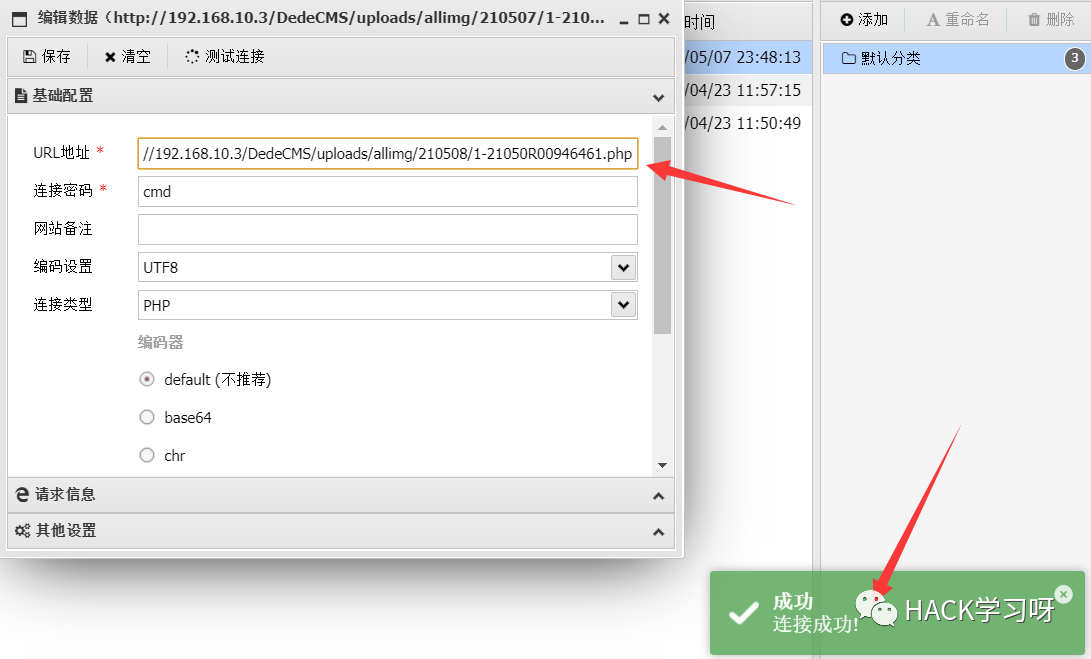 编辑数据（http://192.168.10.3/DedeCMS/uploads/allimg/210507/1-210...
保存
清空
测试连接
基础配置
URL地址 *
//192.168.10.3/DedeCMS/uploads/allimg/210508/1-21050R00946461.php
连接密码 *
cmd
网站备注
编码设置
UTF8
连接类型
PHP
编码器
default (不推荐)
base64
chr
请求信息
其他设置
时间
/05/07 23:48:13
/04/23 11:57:15
/04/23 11:50:49
添加
重命名
删除
默认分类
3
成功
连接成功!
HACK学习呀